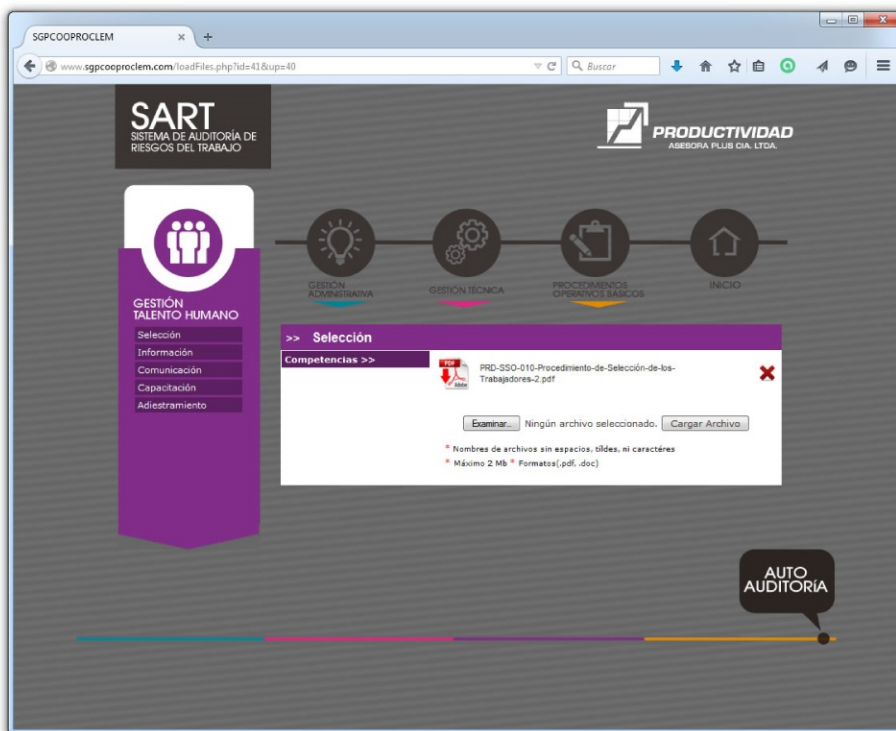 SGPCOOPROCLEM
www.sgpcooproclem.com/loadFiles.php?id=41&up=40
Buscar
SART
SISTEMA DE AUDITORÍA DE
RIESGOS DEL TRABAJO
PRODUCTIVIDAD
ASESORA PLUS CIA. LTDA.
GESTIÓN
ADMINISTRATIVA
GESTIÓN TÉCNICA
PROCEDIMIENTOS
OPERATIVOS BÁSICOS
INICIO
GESTIÓN
TALENTO HUMANO
Selección
Información
Comunicación
Capacitación
Adiestramiento
>> Selección
Competencias >>
PDF
Adobe
PRD-SSO-010-Procedimiento-de-Selección-de-los-
Trabajadores-2.pdf
Examinar... Ningún archivo seleccionado. Cargar Archivo
* Nombres de archivos sin espacios, tildes, ni caractéres
* Máximo 2 Mb * Formatos(.pdf, .doc)
AUTO
AUDITORíA